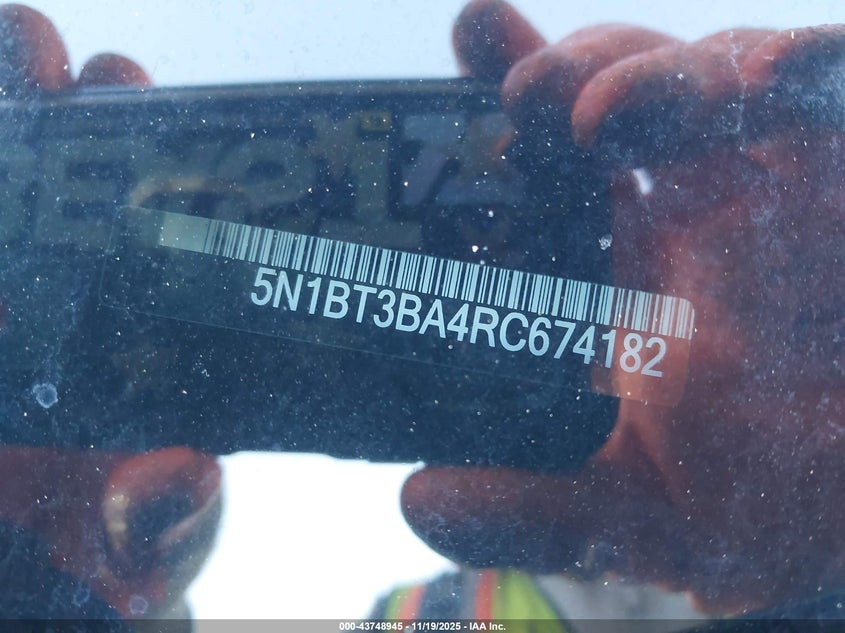 5N1BT3BA4RC674182
000-43748945 - 11/19/2025 - IAA Inc.